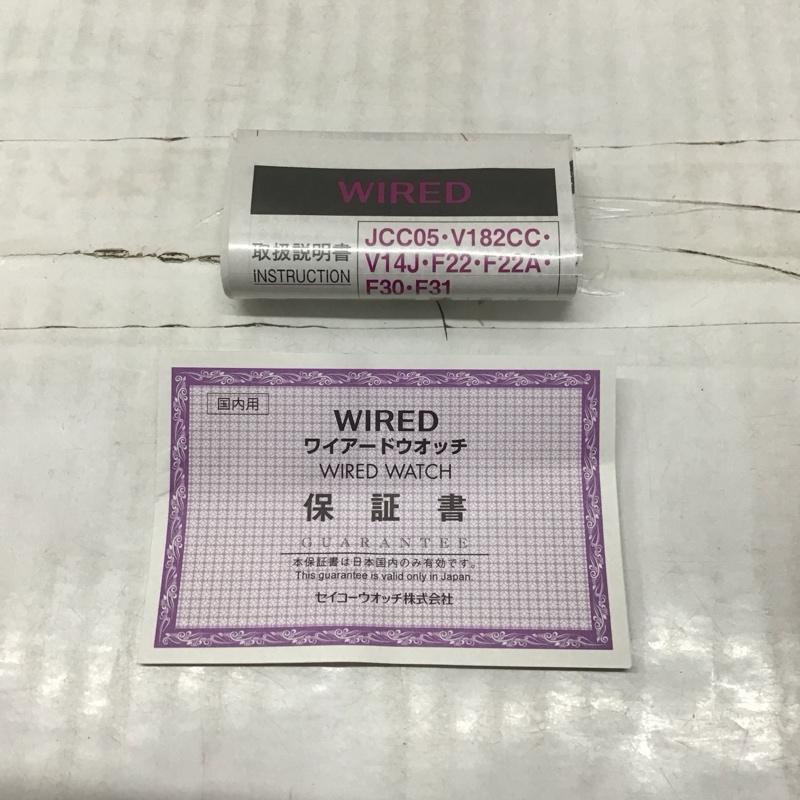 WIRED
取扱説明書
INSTRUCTION
JCC05・V182CC・
V14J・F22・F22A・
F30・F31
国内用
WIRED
ワイアードウオッチ
WIRED WATCH
保証書
GUARANTEE
本保証書は日本国内のみ有効です。
This guarantee is valid only in Japan.
セイコーウオッチ株式会社